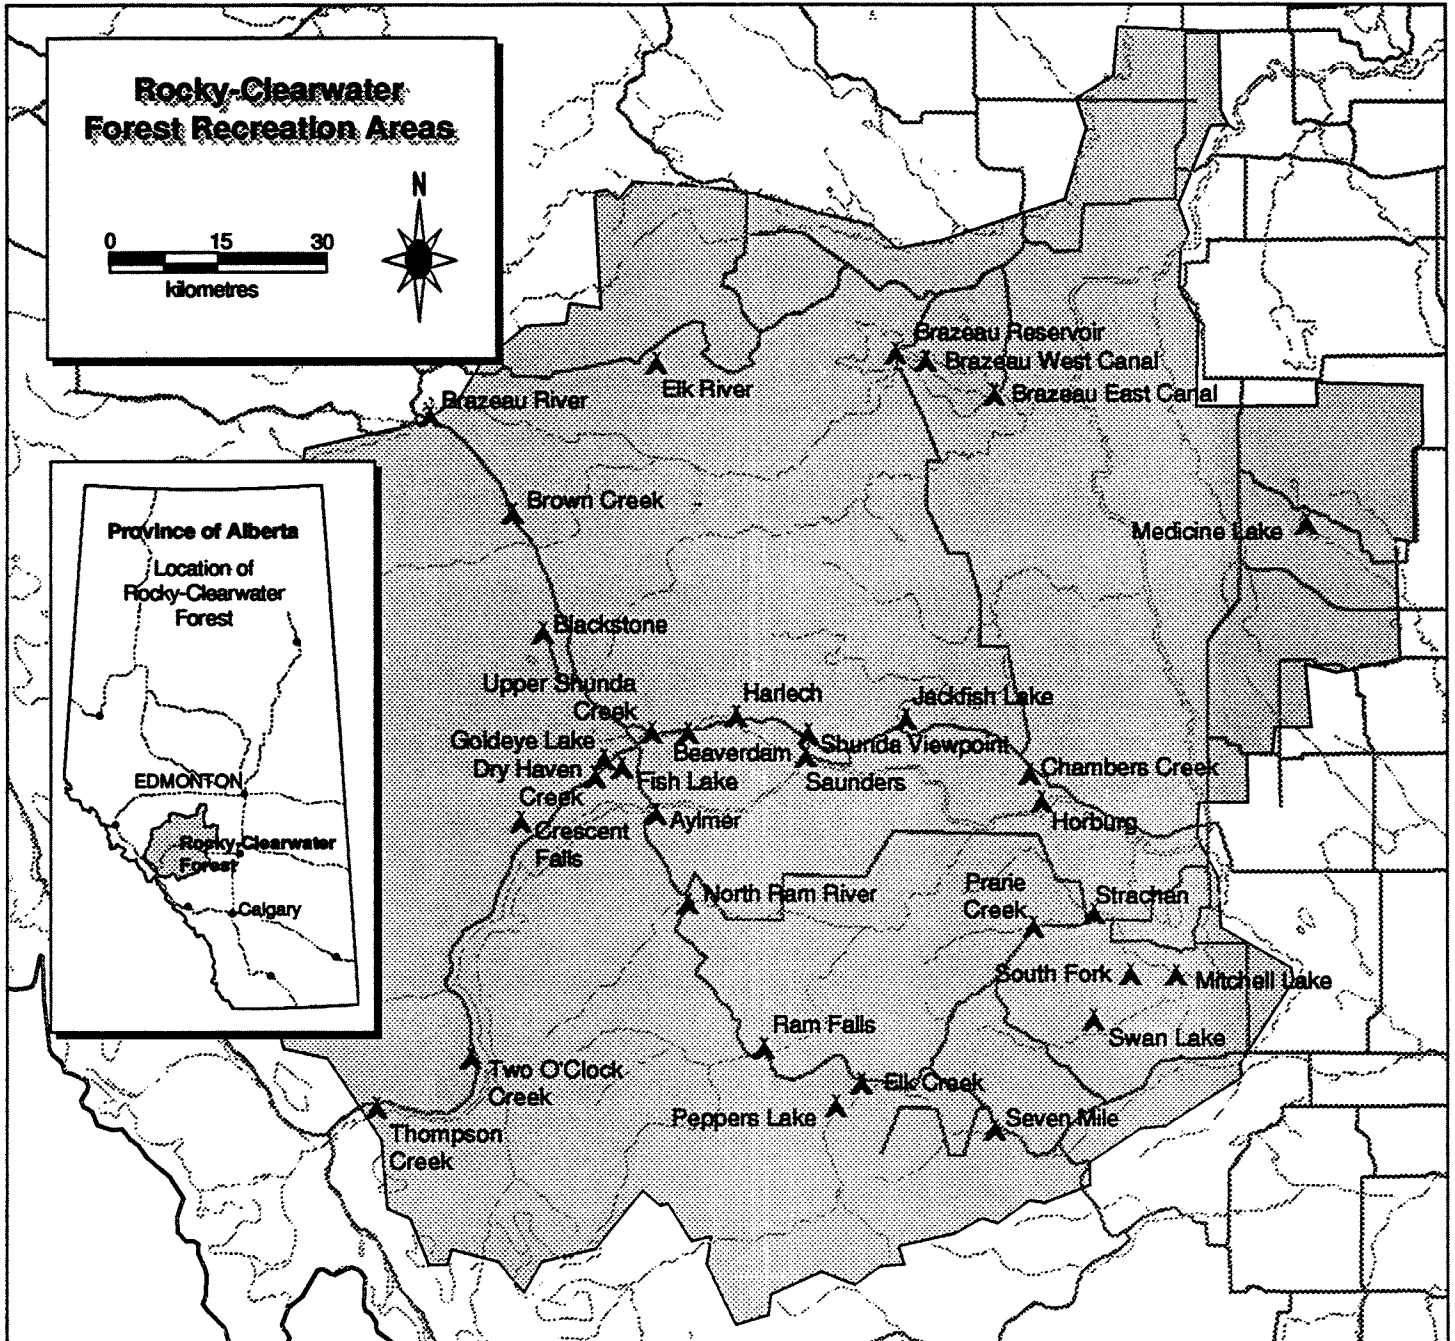 Rocky-Clearwater
Forest Recreation Areas
N
0 15 30
kilometres
Brazeau Reservoir
Brazeau West Canal
Elk River
Brazeau East Canal
Brazeau River
Brown Creek
Medicine Lake
Province of Alberta
Location of
Rocky-Clearwater
Forest
EDMONTON
Rocky-Clearwater
Forest
Calgary
Blackstone
Upper Shunda
Creek
Harlech
Jackfish Lake
Goldeye Lake
Beaverdam
Shunda Viewpoint
Dry Haven
Creek
Fish Lake
Saunders
Chambers Creek
Crescent
Falls
Aylmer
Horburg
North Ram River
Prarie
Creek
Strachan
South Fork
Mitchell Lake
Ram Falls
Swan Lake
Two O'Clock
Creek
Elk Creek
Peppers Lake
Seven Mile
Thompson
Creek